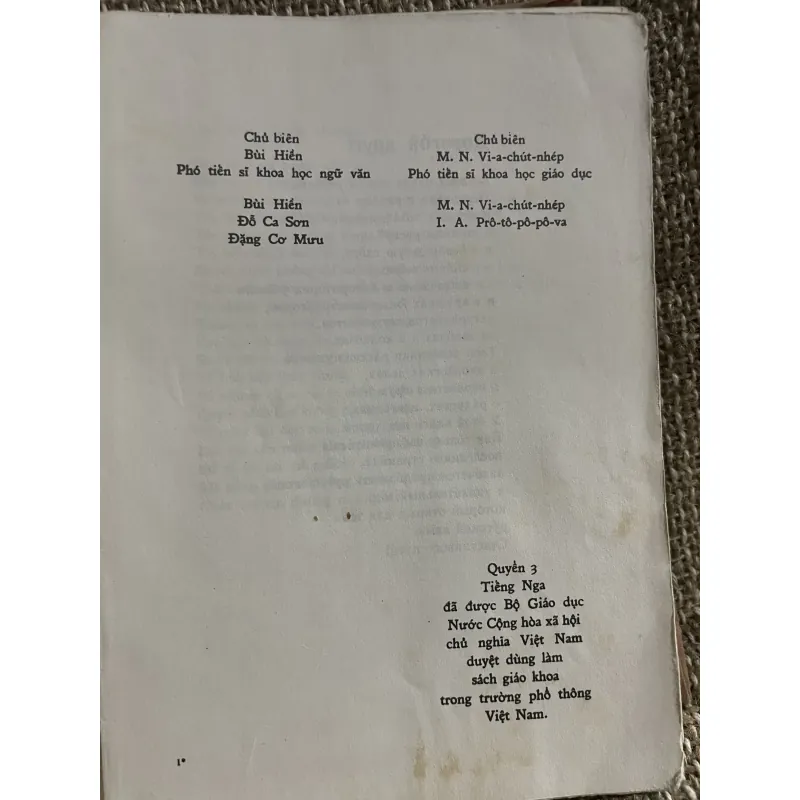 Chủ biên
Bùi Hiển
Phó tiến sĩ khoa học ngữ văn
Bùi Hiển
Đỗ Ca Sơn
Đặng Cơ Mưu
Chủ biên
M. N. Vi-a-chút-nhép
Phó tiến sĩ khoa học giáo dục
M. N. Vi-a-chút-nhép
I. A. Prô-tô-pô-pô-va
Quyển 3
Tiếng Nga
đã được Bộ Giáo dục
Nước Cộng hòa xã hội
chủ nghia Việt Nam
duyệt dùng làm
sách giáo khoa
trong trường phổ thông
Việt Nam.
1*